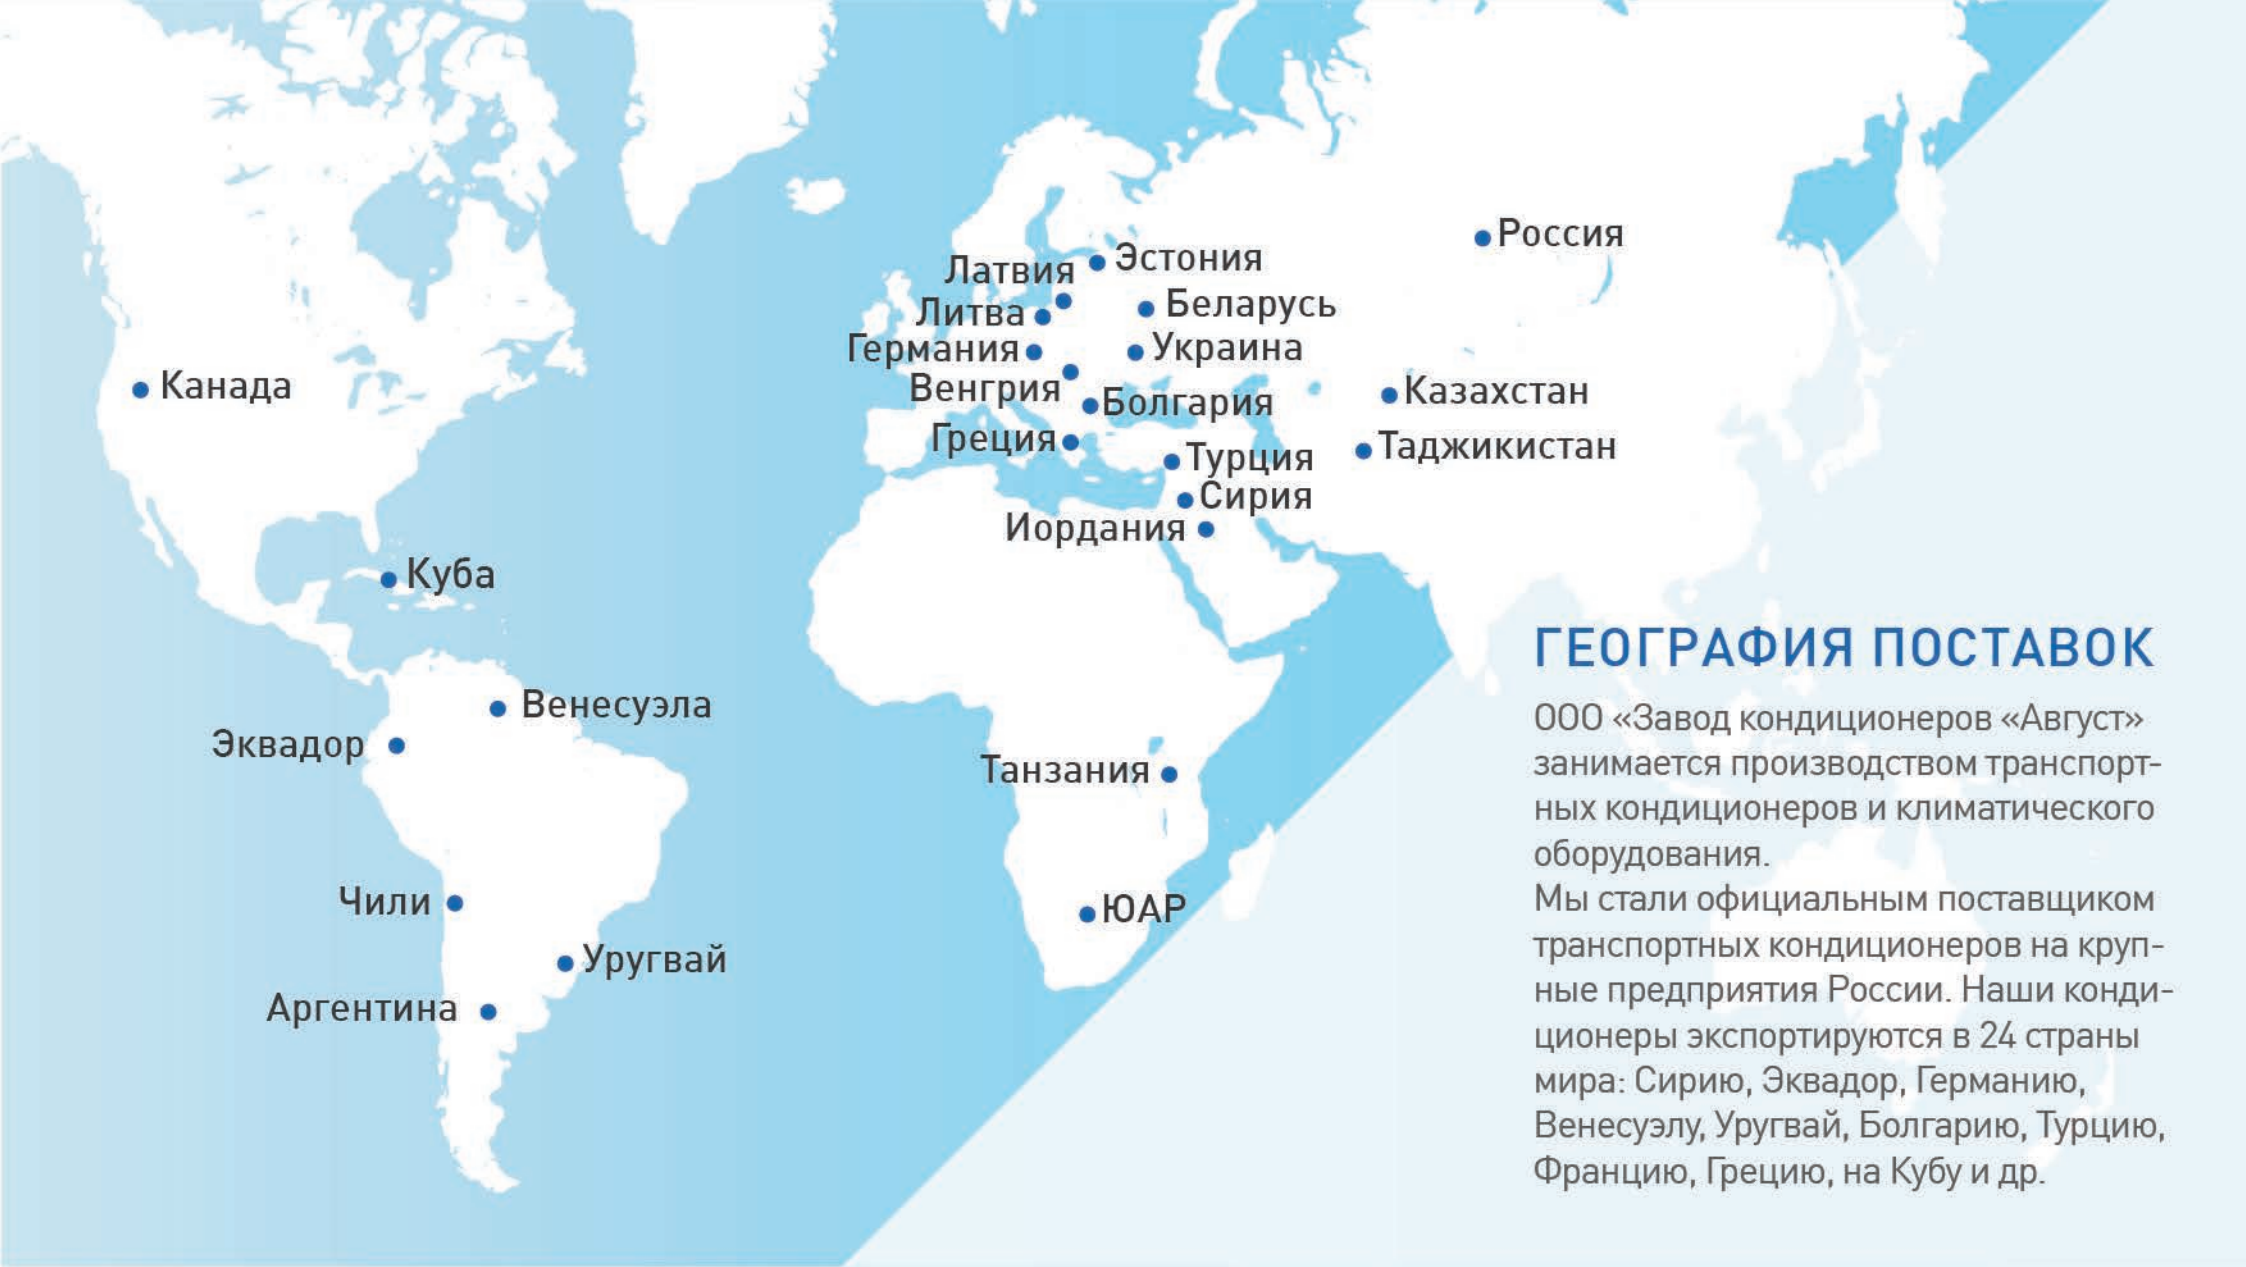 Россия
Эстония
Латвия
Беларусь
Литва
Украина
Германия
Канада
Венгрия
Казахстан
Болгария
Греция
Таджикистан
Турция
Сирия
Иордания
Куба
Венесуэла
Эквадор
Танзания
Чили
ЮАР
Уругвай
Аргентина
ГЕОГРАФИЯ ПОСТАВОК
ООО «Завод кондиционеров «Август»
занимается производством транспорт-
ных кондиционеров и климатического
оборудования.
Мы стали официальным поставщиком
транспортных кондиционеров на круп-
ные предприятия России. Наши конди-
ционеры экспортируются в 24 страны
мира: Сирию, Эквадор, Германию,
Венесуэлу, Уругвай, Болгарию, Турцию,
Францию, Грецию, на Кубу и др.